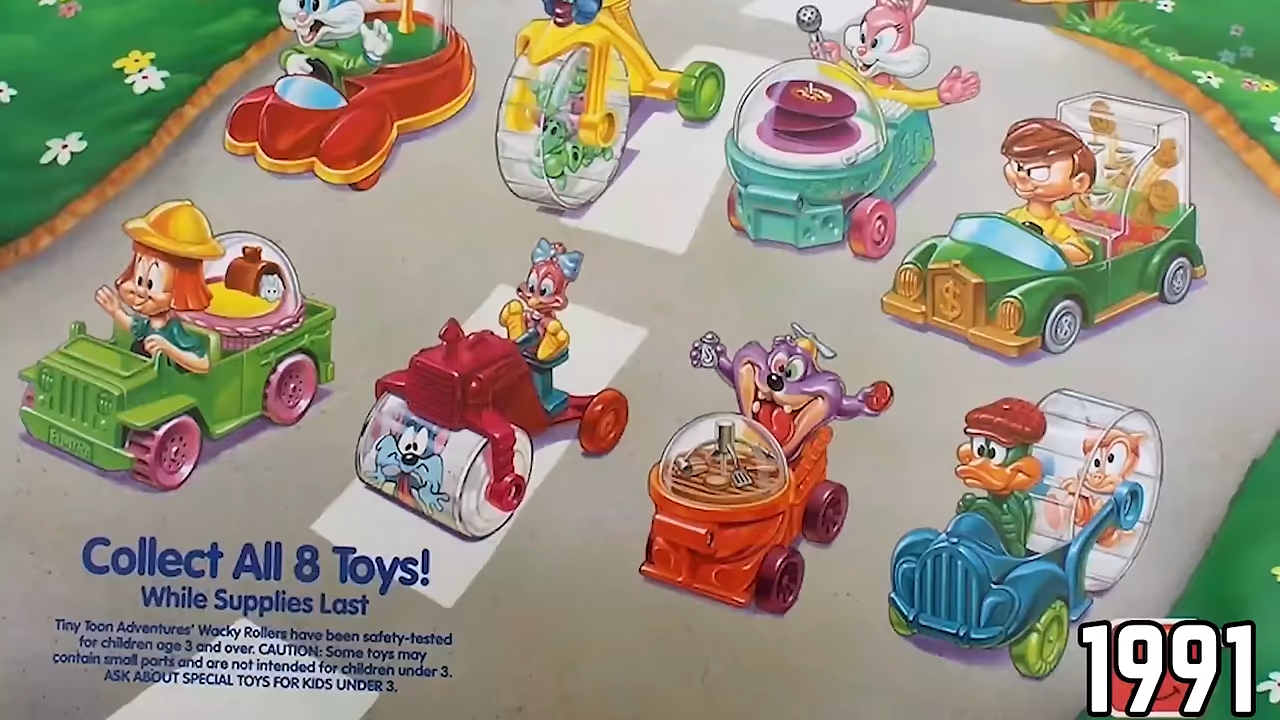 Collect All 8 Toys!
While Supplies Last
Tiny Toon Adventures' Wacky Rollers have been safety-tested
for children age 3 and over. CAUTION: Some toys may
contain small parts and are not intended for children under 3.
ASK ABOUT SPECIAL TOYS FOR KIDS UNDER 3.
$
1991